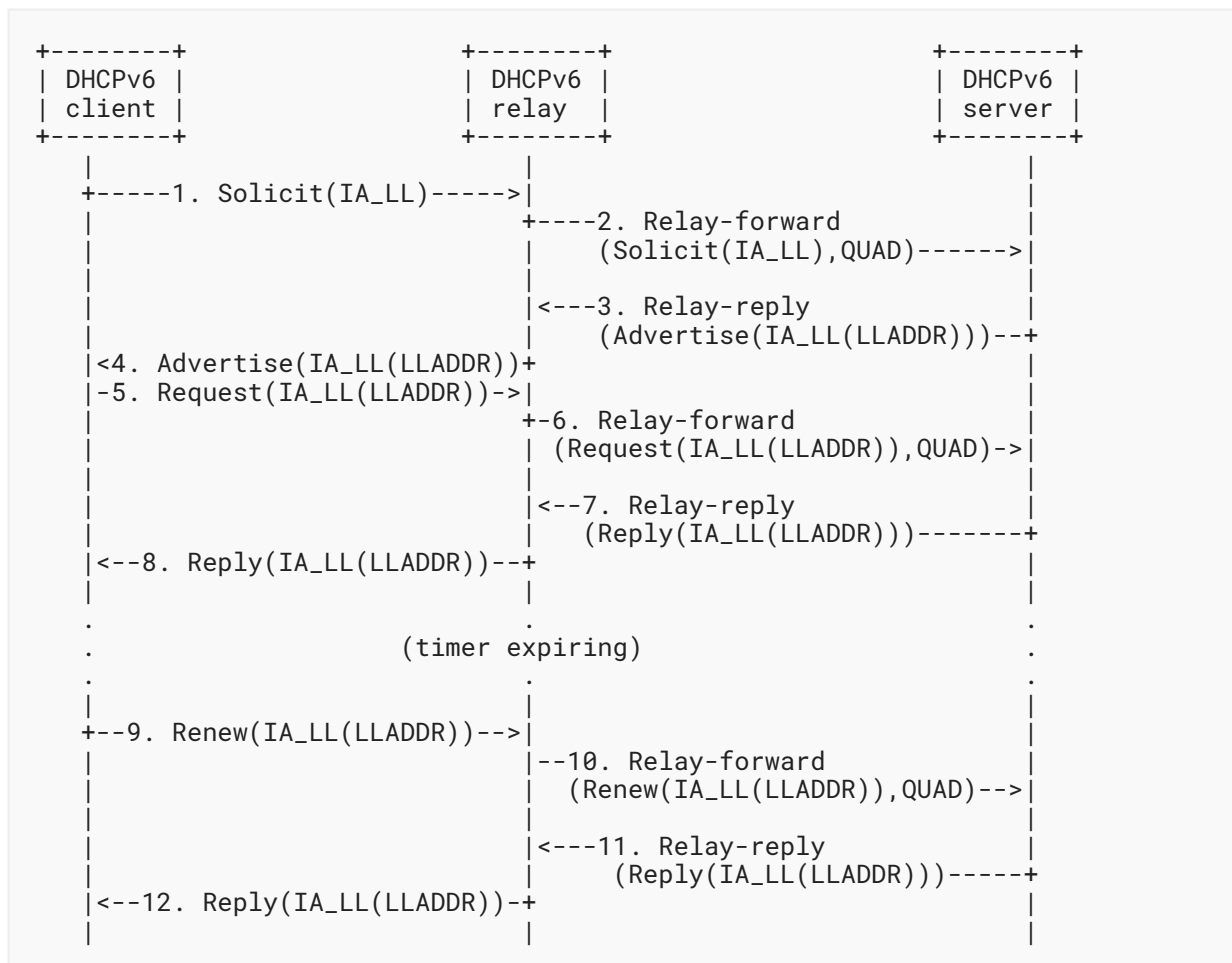 +--------+                  +--------+                     +--------+
| DHCPv6 |                  | DHCPv6 |                     | DHCPv6 |
| client |                  | relay  |                     | server |
+--------+                  +--------+                     +--------+
   |                            |                                |
   +-----1. Solicit(IA_LL)----->|                                |
   |                            +----2. Relay-forward            |
   |                            |    (Solicit(IA_LL),QUAD)------>|
   |                            |                                |
   |                            |<---3. Relay-reply              |
   |                            |    (Advertise(IA_LL(LLADDR)))--+
   |<4. Advertise(IA_LL(LLADDR))+                                |
   |-5. Request(IA_LL(LLADDR))->|                                |
   |                            +-6. Relay-forward               |
   |                            | (Request(IA_LL(LLADDR)),QUAD)->|
   |                            |                                |
   |                            |<--7. Relay-reply               |
   |                            |   (Reply(IA_LL(LLADDR)))-------+
   |<--8. Reply(IA_LL(LLADDR))--+                                |
   |                            |                                |
   .                            .                                .
   .                    (timer expiring)                         .
   .                            .                                .
   |                            |                                |
   +--9. Renew(IA_LL(LLADDR))-->|                                |
   |                            |--10. Relay-forward             |
   |                            |  (Renew(IA_LL(LLADDR)),QUAD)-->|
   |                            |                                |
   |                            |<---11. Relay-reply             |
   |                            |     (Reply(IA_LL(LLADDR)))-----+
   |<--12. Reply(IA_LL(LLADDR))-+                                |
   |                            |                                |